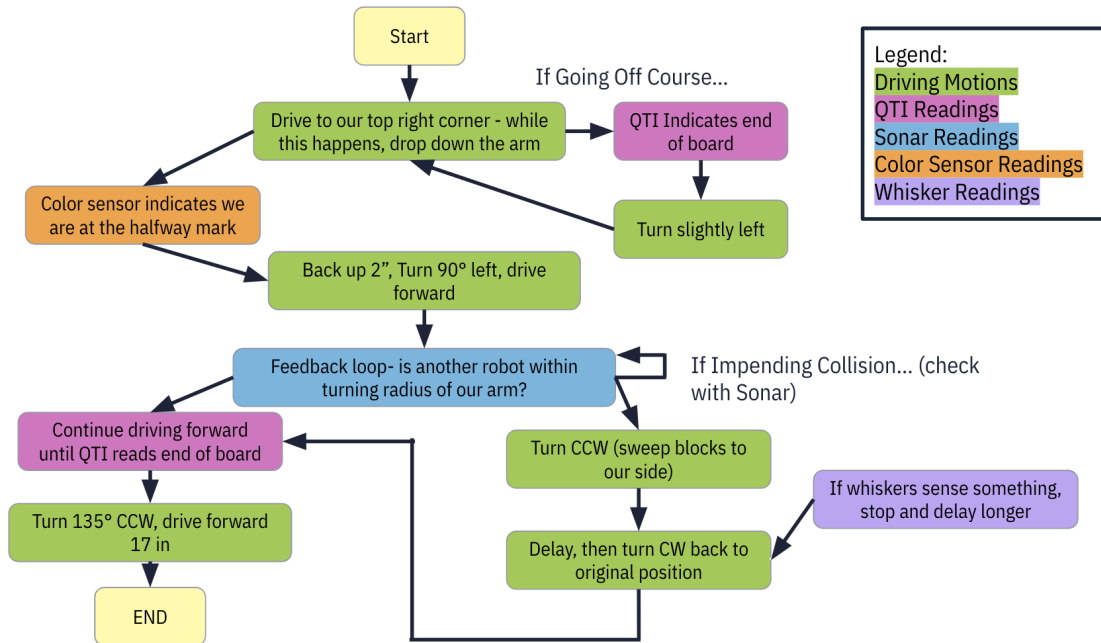 Start
If Going Off Course...
Drive to our top right corner - while
this happens, drop down the arm
QTI Indicates end
of board
Turn slightly left
Color sensor indicates we
are at the halfway mark
Back up 2”, Turn 90° left, drive
forward
Feedback loop- is another robot within
turning radius of our arm?
If Impending Collision... (check
with Sonar)
Continue driving forward
until QTI reads end of board
Turn CCW (sweep blocks to
our side)
If whiskers sense something,
stop and delay longer
Turn 135° CCW, drive forward
17 in
Delay, then turn CW back to
original position
END
Legend:
Driving Motions
QTI Readings
Sonar Readings
Color Sensor Readings
Whisker Readings